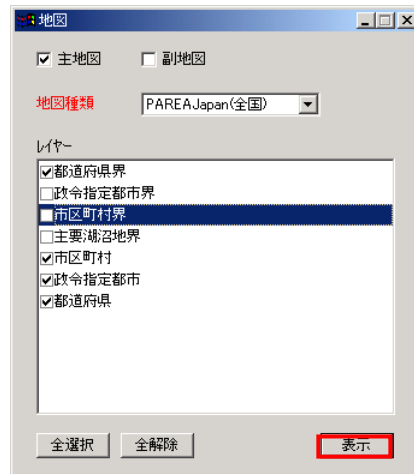 地図
主地図 副地図
地図種類 PAREAJapan(全国)
レイヤー
都道府県界
政令指定都市界
市区町村界
主要湖沼地界
市区町村
政令指定都市
都道府県
全選択 全解除 表示